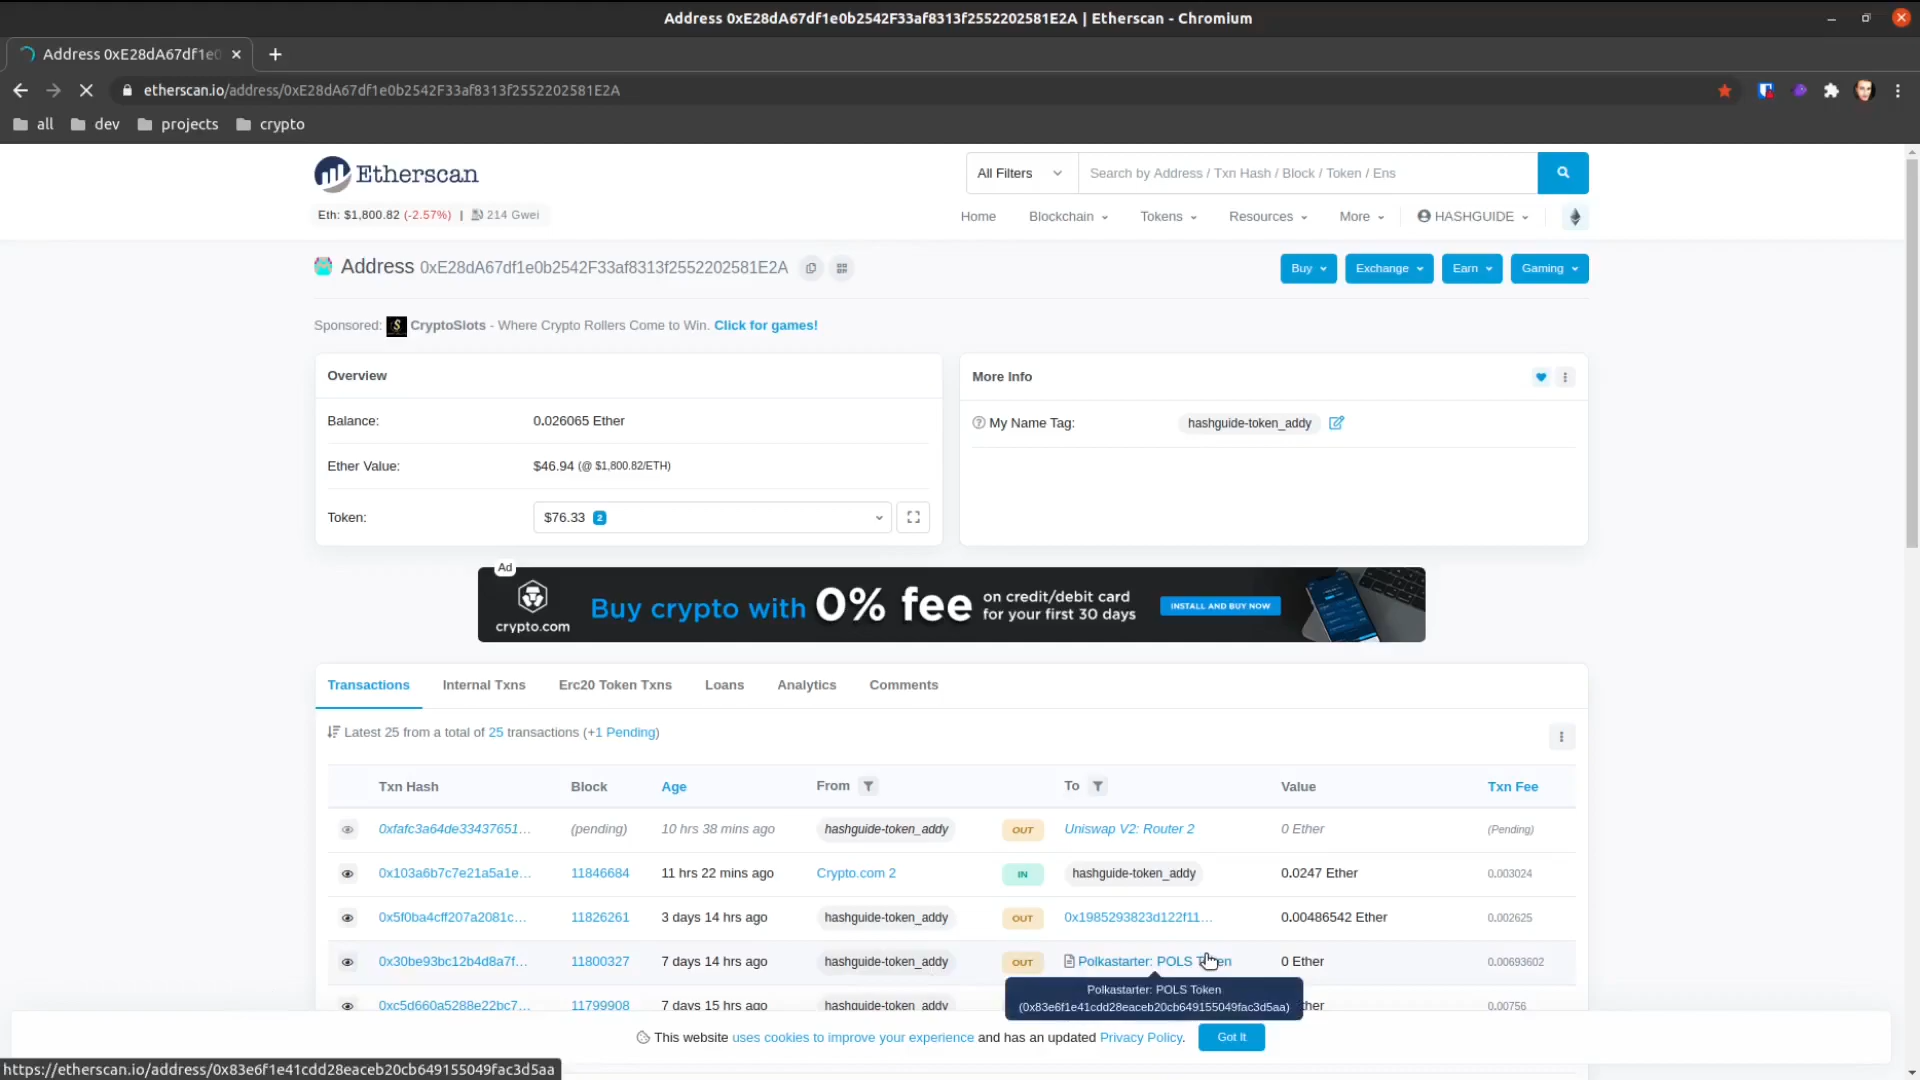 Address 0xE28dA67df1e0b2542F33af8313f2552202581E2A | Etherscan - Chromium
Address 0xE28dA67df1e0
etherscan.io/address/0xE28dA67df1e0b2542F33af8313f2552202581E2A
all dev projects crypto
Etherscan
All Filters Search by Address / Txn Hash / Block / Token / Ens
Eth: $1,800.82 (-2.57%) | 214 Gwei
Home Blockchain Tokens Resources More HASHGUIDE
Address 0xE28dA67df1e0b2542F33af8313f2552202581E2A
Buy Exchange Earn Gaming
Sponsored: $ CryptoSlots - Where Crypto Rollers Come to Win. Click for games!
Overview
Balance: 0.026065 Ether
Ether Value: $46.94 (@ $1,800.82/ETH)
Token: $76.33 2
More Info
My Name Tag: hashguide-token_addy
Ad
crypto.com
Buy crypto with 0% fee on credit/debit card
for your first 30 days
INSTALL AND BUY NOW
Transactions Internal Txns Erc20 Token Txns Loans Analytics Comments
Latest 25 from a total of 25 transactions (+1 Pending)
Txn Hash Block Age From To Value Txn Fee
0xfafc3a64de33437651... (pending) 10 hrs 38 mins ago hashguide-token_addy OUT Uniswap V2: Router 2 0 Ether (Pending)
0x103a6b7c7e21a5a1e... 11846684 11 hrs 22 mins ago Crypto.com 2 IN hashguide-token_addy 0.0247 Ether 0.003024
0x5f0ba4cff207a2081c... 11826261 3 days 14 hrs ago hashguide-token_addy OUT 0x1985293823d122f11... 0.00486542 Ether 0.002625
0x30be93bc12b4d8a7f... 11800327 7 days 14 hrs ago hashguide-token_addy OUT Polkastarter: POLS Token 0 Ether 0.00693602
Polkastarter: POLS Token
(0x83e6f1e41cdd28eaceb20cb649155049fac3d5aa)
0xc5d660a5288e22bc7... 11799908 7 days 15 hrs ago hashguide-token_addy ther 0.00756
This website uses cookies to improve your experience and has an updated Privacy Policy. Got It
https://etherscan.io/address/0x83e6f1e41cdd28eaceb20cb649155049fac3d5aa